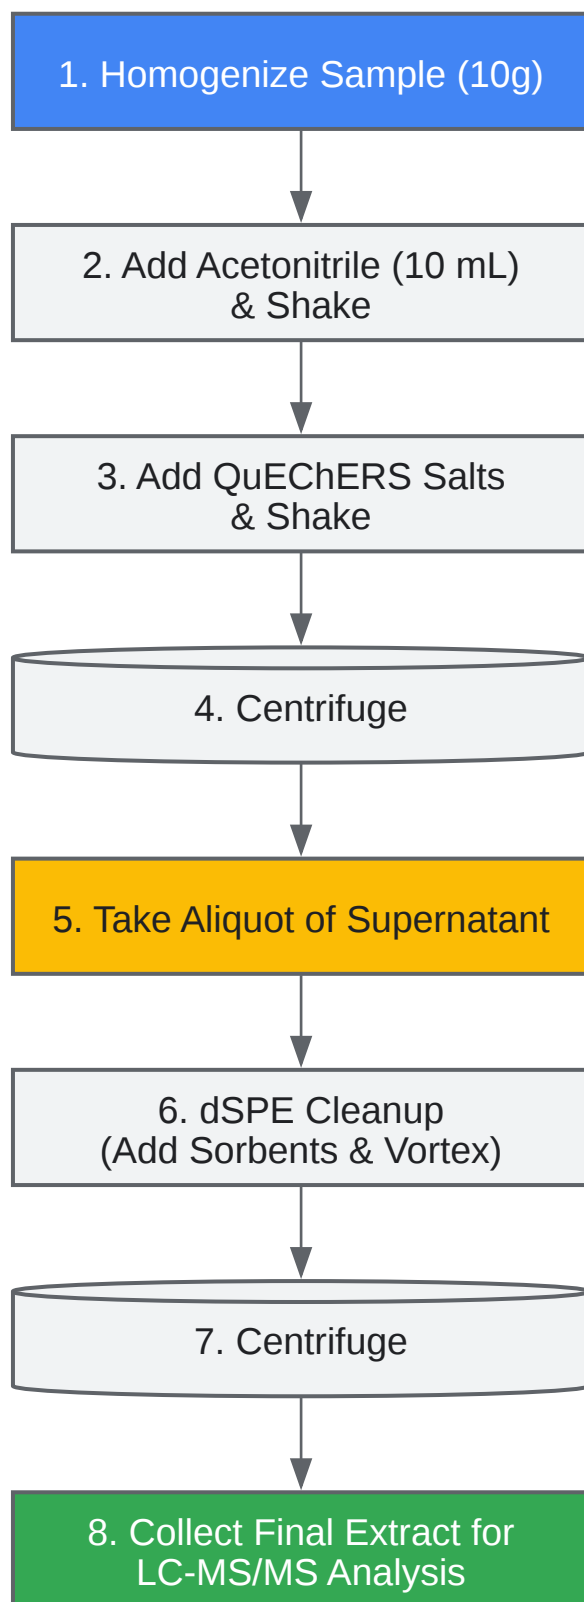 1. Homogenize Sample (10g)
2. Add Acetonitrile (10 mL)
& Shake
3. Add QuEChERS Salts
& Shake
4. Centrifuge
5. Take Aliquot of Supernatant
6. dSPE Cleanup
(Add Sorbents & Vortex)
7. Centrifuge
8. Collect Final Extract for
LC-MS/MS Analysis